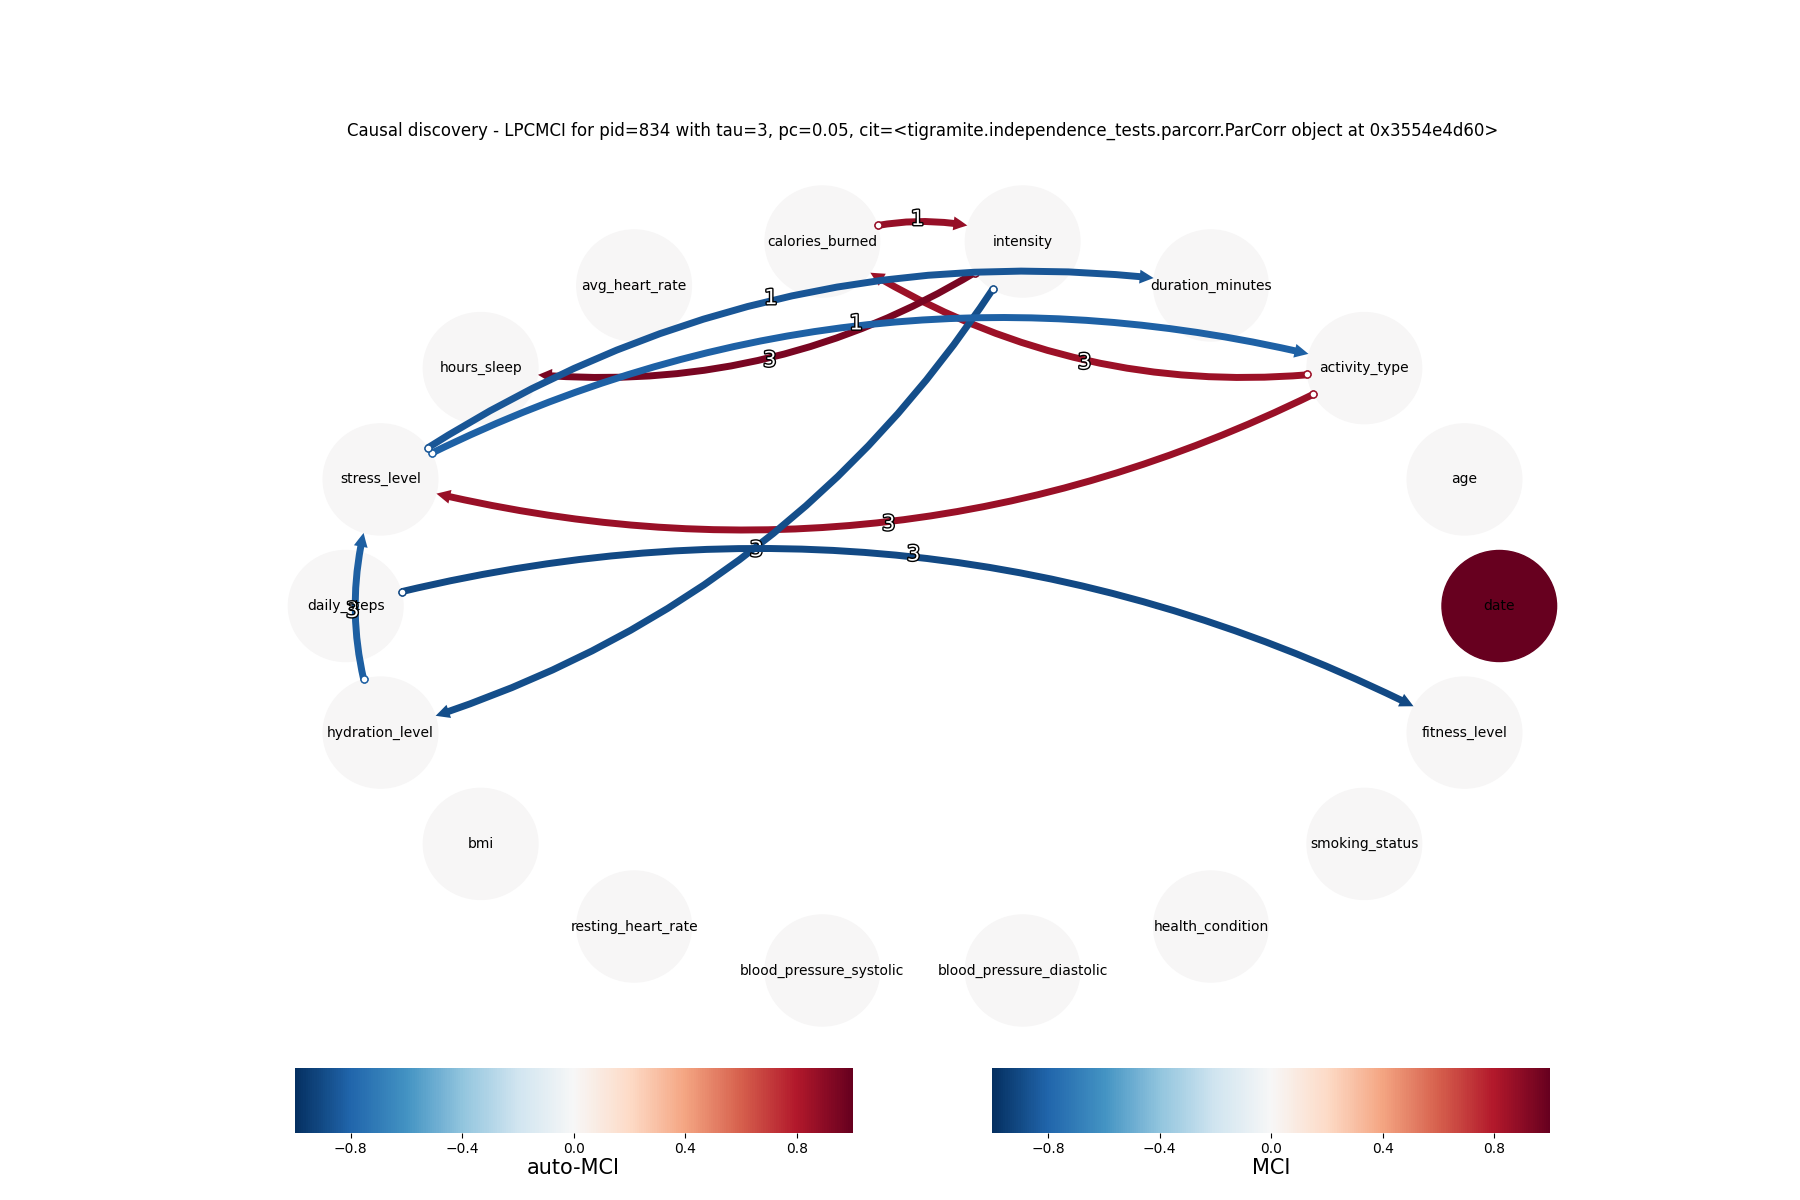 Causal discovery - LPCMCI for pid=834 with tau=3, pc=0.05, cit=<tigramite.independence_tests.parcorr.ParCorr object at 0x3554e4d60>
1
calories_burned
intensity
avg_heart_rate
duration_minutes
1
1
3
3
hours_sleep
activity_type
stress_level
age
3
3
3
daily_steps
3
date
hydration_level
fitness_level
bmi
smoking_status
resting_heart_rate
health_condition
blood_pressure_systolic
blood_pressure_diastolic
−0.8 −0.4 0.0 0.4 0.8
auto-MCI
−0.8 −0.4 0.0 0.4 0.8
MCI